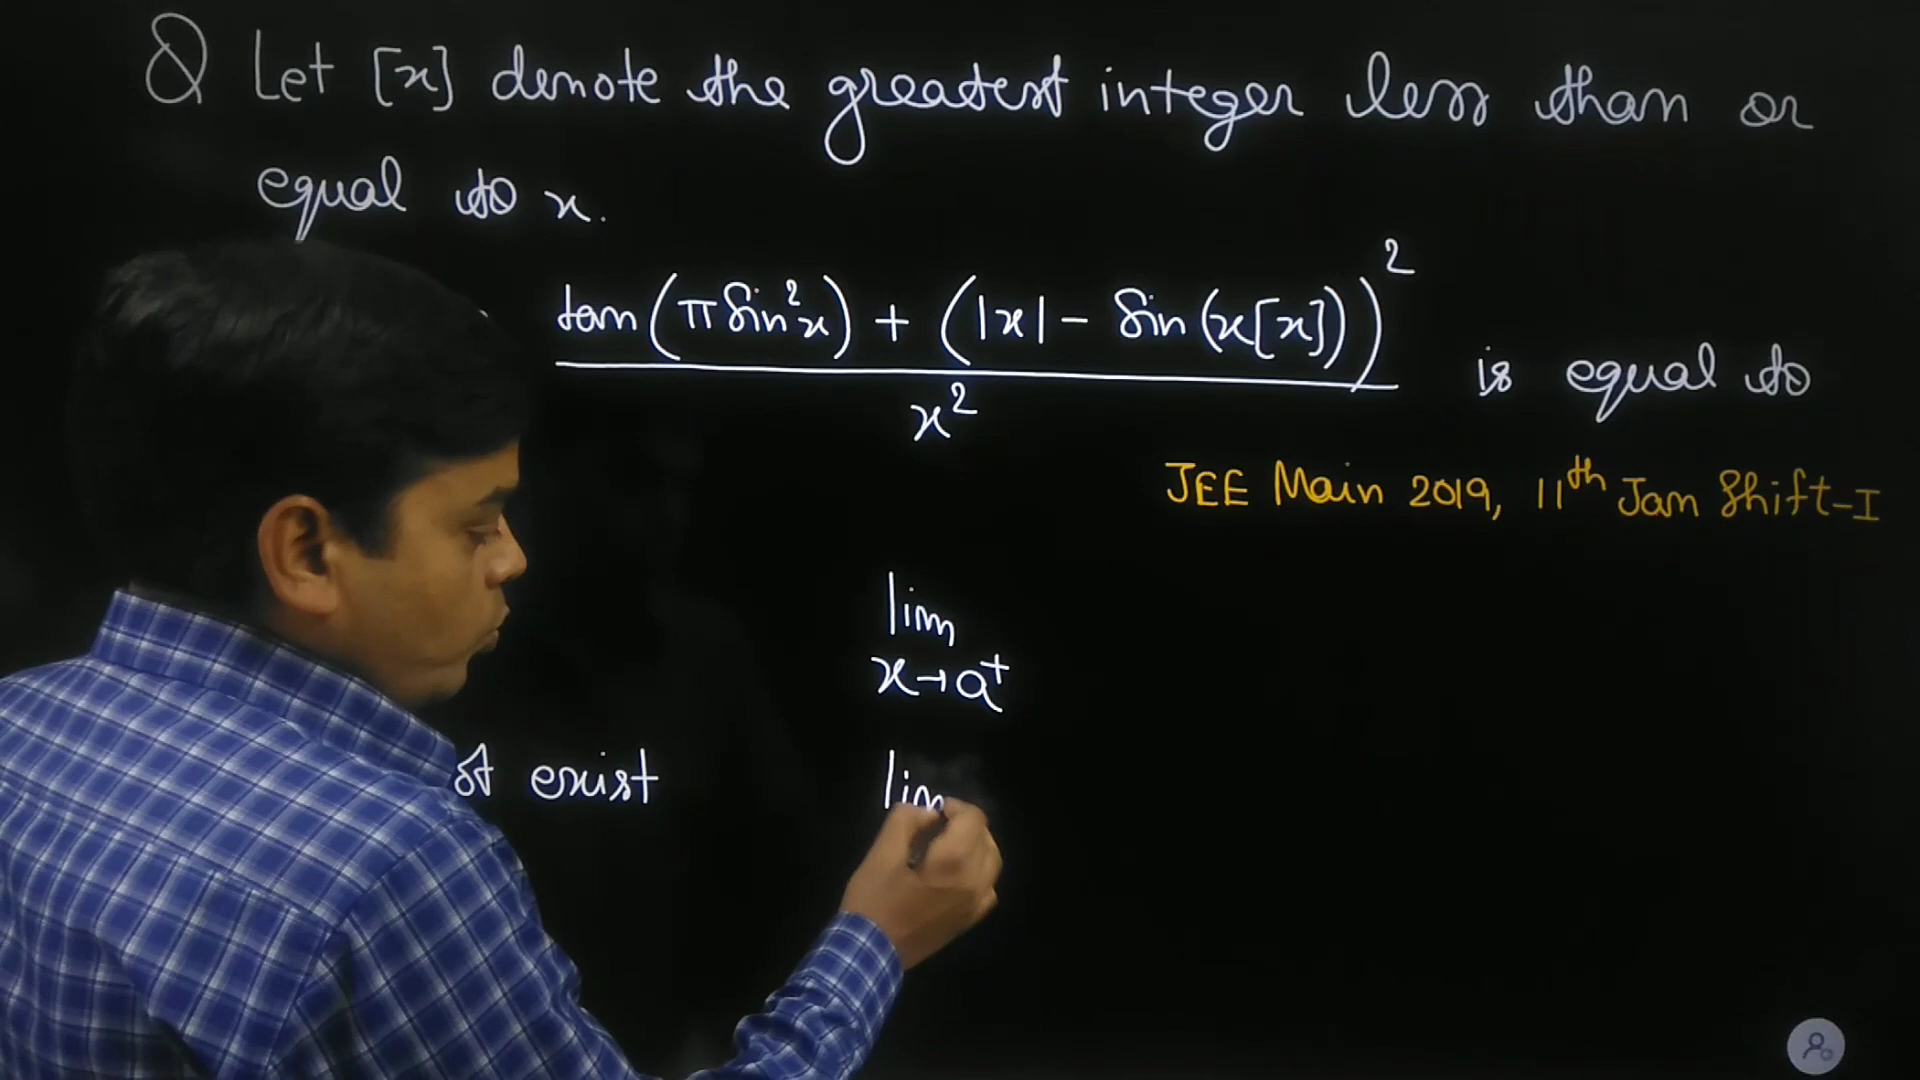 Q Let [x] denote the greatest integer less than or
equal to x.
tan(π sin²x) + (|x| - sin(x[x]))²
x²
is equal to
JEE Main 2019, 11th Jan Shift-I
lim
x→a+
exist
lim